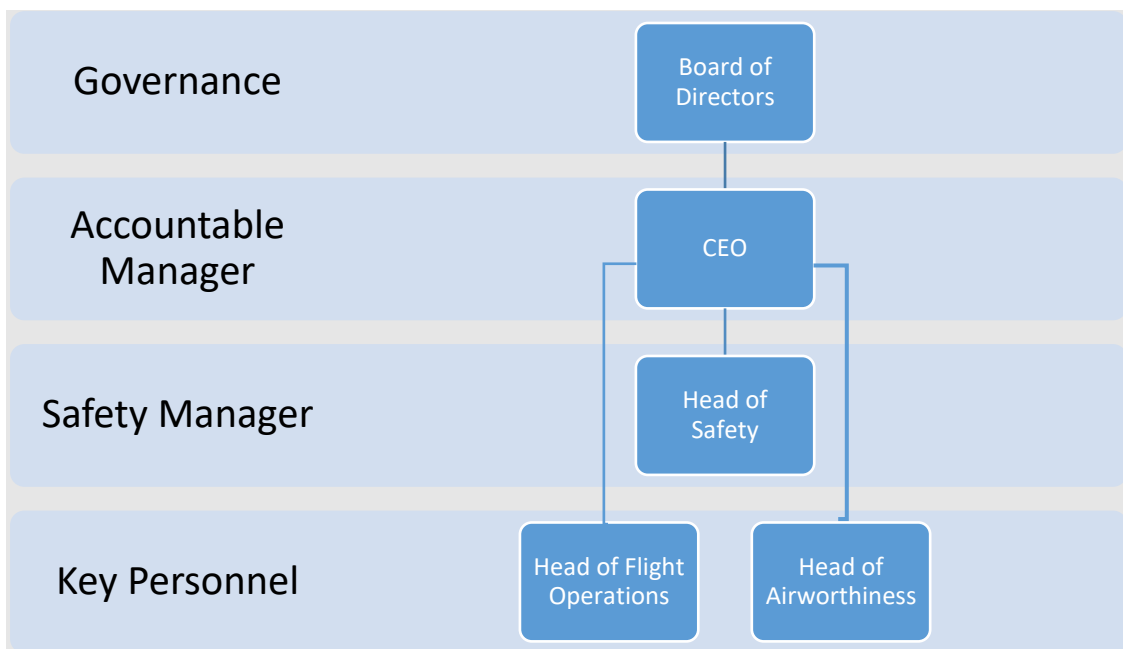 Governance
Board of
Directors
Accountable
Manager
CEO
Safety Manager
Head of
Safety
Key Personnel
Head of Flight
Operations
Head of
Airworthiness